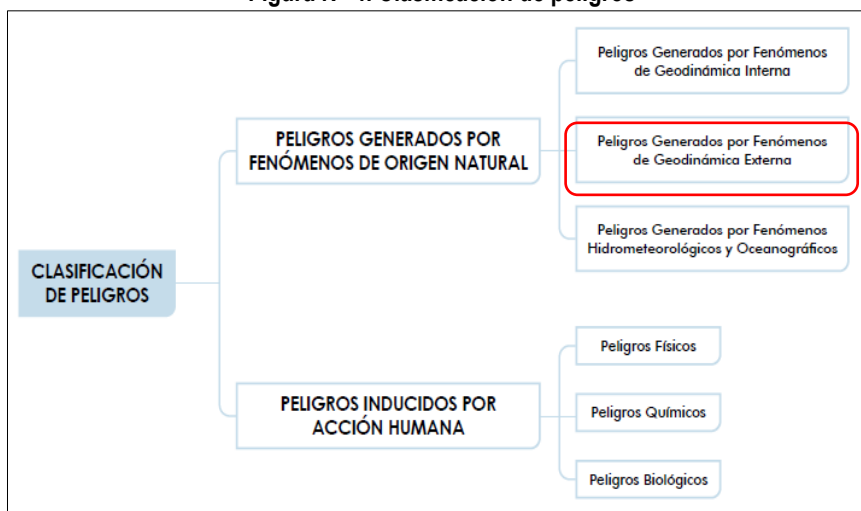 Peligros Generados por Fenómenos
de Geodinámica Interna
PELIGROS GENERADOS POR
FENÓMENOS DE ORIGEN NATURAL
Peligros Generados por Fenómenos
de Geodinámica Externa
Peligros Generados por Fenómenos
Hidrometeorológicos y Oceanográficos
CLASIFICACIÓN
DE PELIGROS
Peligros Físicos
PELIGROS INDUCIDOS POR
ACCIÓN HUMANA
Peligros Químicos
Peligros Biológicos